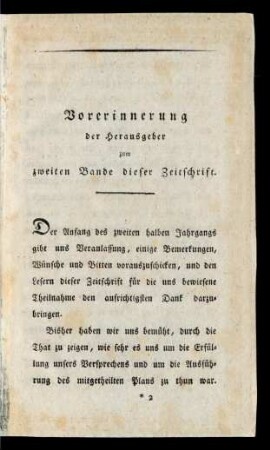 Vorerinnerung
der Herausgeber
zum
zweiten Bande dieser Zeitschrift.
Der Anfang des zweiten halben Jahrgangs
gibt uns Veranlassung, einige Bemerkungen,
Wünsche und Bitten vorauszuschicken, und den
Lesern dieser Zeitschrift für die uns bewiesene
Theilnahme den aufrichtigsten Dank darzu-
bringen.
Bisher haben wir uns bemüht, durch die
That zu zeigen, wie sehr es uns um die Erfül-
lung unsers Versprechens und um die Ausfüh-
rung des mitgetheilten Plans zu thun war.
* 2